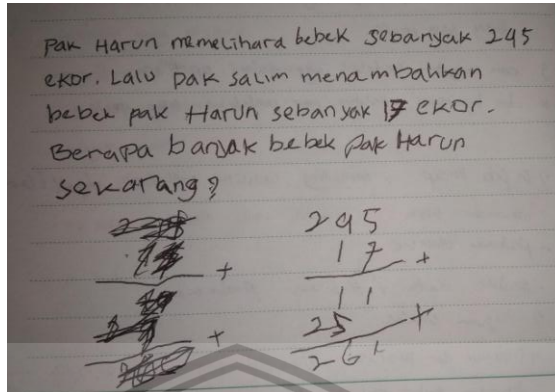 Pak Harun memelihara bebek sebanyak 245
ekor. Lalu pak salim menambahkan
bebek pak Harun sebanyak 17 ekor.
Berapa banyak bebek pak Harun
sekarang?
245
17 +
+
11
25 +
+
261